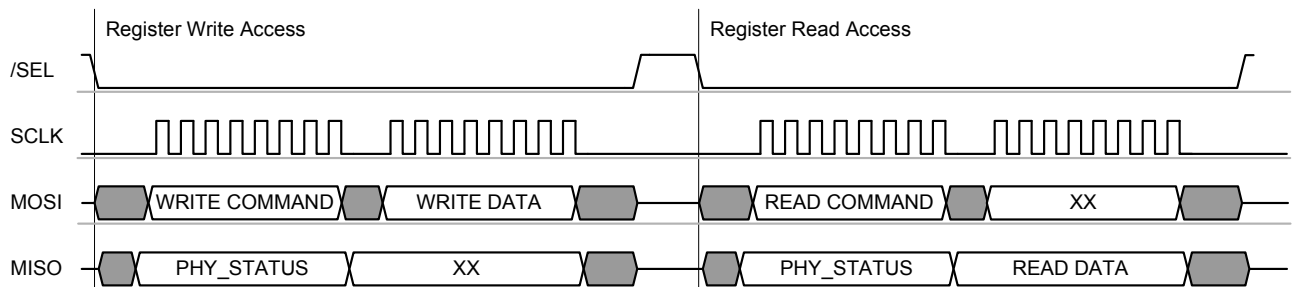 Register Write Access Register Read Access
/SEL
SCLK
MOSI WRITE COMMAND WRITE DATA READ COMMAND XX
MISO PHY_STATUS XX PHY_STATUS READ DATA